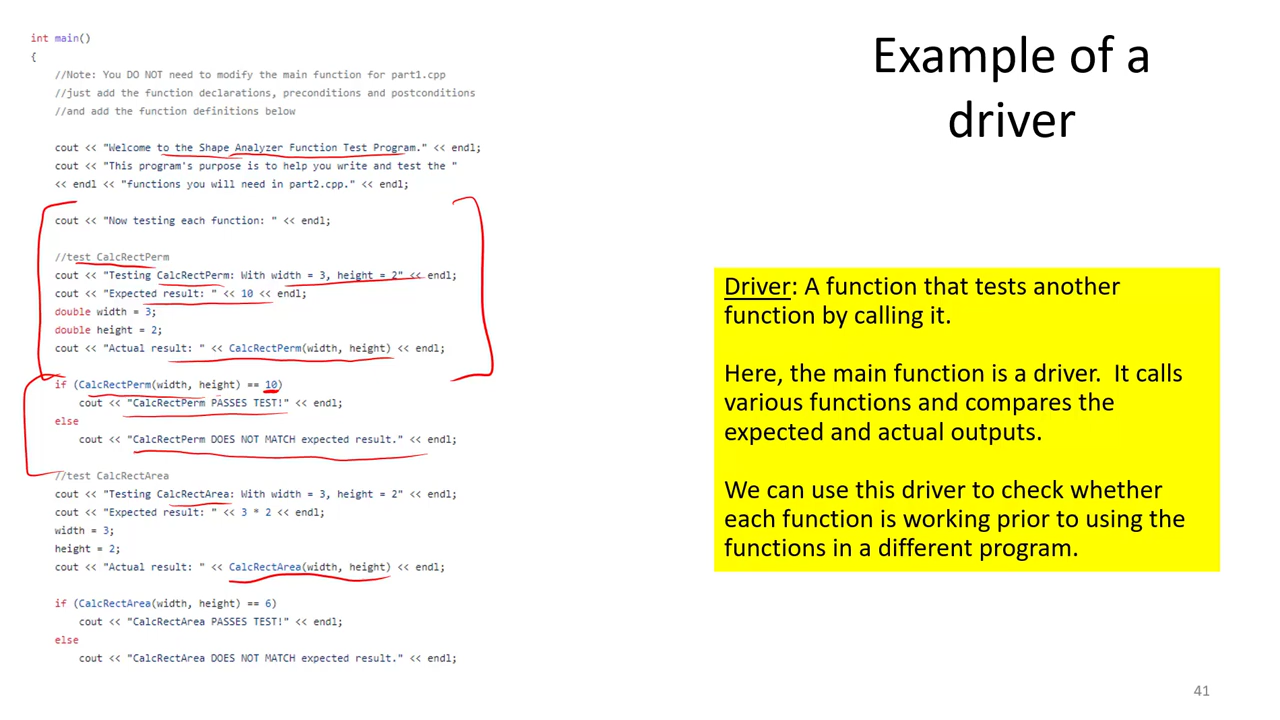 int main()
{
//Note: You DO NOT need to modify the main function for part1.cpp
//just add the function declarations, preconditions and postconditions
//and add the function definitions below
cout << "Welcome to the Shape Analyzer Function Test Program." << endl;
cout << "This program's purpose is to help you write and test the "
<< endl << "functions you will need in part2.cpp." << endl;
cout << "Now testing each function: " << endl;
//test CalcRectPerm
cout << "Testing CalcRectPerm: With width = 3, height = 2" << endl;
cout << "Expected result: " << 10 << endl;
double width = 3;
double height = 2;
cout << "Actual result: " << CalcRectPerm(width, height) << endl;
if (CalcRectPerm(width, height) == 10)
cout << "CalcRectPerm PASSES TEST!" << endl;
else
cout << "CalcRectPerm DOES NOT MATCH expected result." << endl;
//test CalcRectArea
cout << "Testing CalcRectArea: With width = 3, height = 2" << endl;
cout << "Expected result: " << 3 * 2 << endl;
width = 3;
height = 2;
cout << "Actual result: " << CalcRectArea(width, height) << endl;
if (CalcRectArea(width, height) == 6)
cout << "CalcRectArea PASSES TEST!" << endl;
else
cout << "CalcRectArea DOES NOT MATCH expected result." << endl;
Example of a
driver
Driver: A function that tests another
function by calling it.
Here, the main function is a driver. It calls
various functions and compares the
expected and actual outputs.
We can use this driver to check whether
each function is working prior to using the
functions in a different program.
41